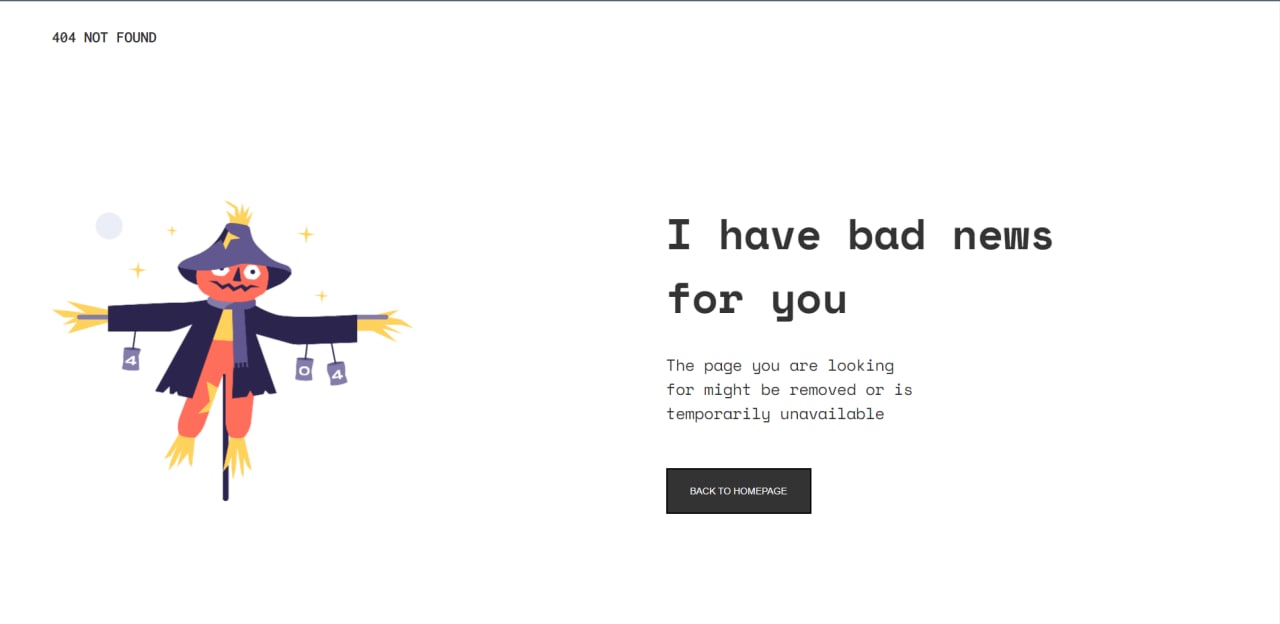 404 NOT FOUND
I have bad news
for you
4
0
4
The page you are looking
for might be removed or is
temporarily unavailable
BACK TO HOMEPAGE